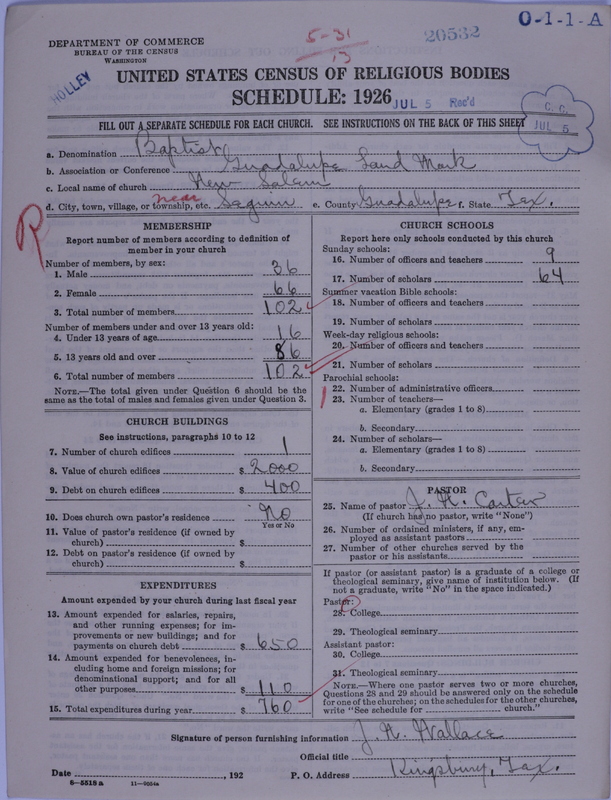 O-1-1-A
5-31
13
20532
DEPARTMENT OF COMMERCE
BUREAU OF THE CENSUS
WASHINGTON
HOLLEY
UNITED STATES CENSUS OF RELIGIOUS BODIES
SCHEDULE: 1926
JUL 5 Rec'd
C. C.
JUL 5
FILL OUT A SEPARATE SCHEDULE FOR EACH CHURCH. SEE INSTRUCTIONS ON THE BACK OF THIS SHEET
a. Denomination Baptist
b. Association or Conference Guadalupe Land Mark
c. Local name of church New Salem
d. City, town, village, or township, etc. near Seguin e. County Guadalupe f. State Tex.
R
MEMBERSHIP
Report number of members according to definition of
member in your church
Number of members, by sex:
1. Male 36
2. Female 66
3. Total number of members 102
Number of members under and over 13 years old:
4. Under 13 years of age 16
5. 13 years old and over 86
6. Total number of members 102
NOTE.—The total given under Question 6 should be the
same as the total of males and females given under Question 3.
CHURCH BUILDINGS
See instructions, paragraphs 10 to 12
7. Number of church edifices 1
8. Value of church edifices $ 2000
9. Debt on church edifices $ 400
10. Does church own pastor's residence No
Yes or No
11. Value of pastor's residence (if owned by
church) $
12. Debt on pastor's residence (if owned by
church) $
EXPENDITURES
Amount expended by your church during last fiscal year
13. Amount expended for salaries, repairs,
and other running expenses; for im-
provements or new buildings; and for
payments on church debt $ 650
14. Amount expended for benevolences, in-
cluding home and foreign missions; for
denominational support; and for all
other purposes $ 110
15. Total expenditures during year $ 760
CHURCH SCHOOLS
Report here only schools conducted by this church
Sunday schools:
16. Number of officers and teachers 9
17. Number of scholars 64
Summer vacation Bible schools:
18. Number of officers and teachers
19. Number of scholars
Week-day religious schools:
20. Number of officers and teachers
21. Number of scholars
Parochial schools:
22. Number of administrative officers
23. Number of teachers—
a. Elementary (grades 1 to 8)
b. Secondary
24. Number of scholars—
a. Elementary (grades 1 to 8)
b. Secondary
PASTOR
25. Name of pastor J. H. Carter
(If church has no pastor, write "None")
26. Number of ordained ministers, if any, em-
ployed as assistant pastors
27. Number of other churches served by the
pastor or his assistants
If pastor (or assistant pastor) is a graduate of a college or
theological seminary, give name of institution below. (If
not a graduate, write "No" in the space indicated.)
Pastor:
28. College
29. Theological seminary
Assistant pastor:
30. College
31. Theological seminary
NOTE.—Where one pastor serves two or more churches,
Questions 28 and 29 should be answered only on the schedule
for one of the churches; on the schedules for the other churches,
write "See schedule for church."
Signature of person furnishing information J. N. Wallace
Official title
Date , 192 P. O. Address Kingsbury, Tex.
8-5518 a 11-9054a